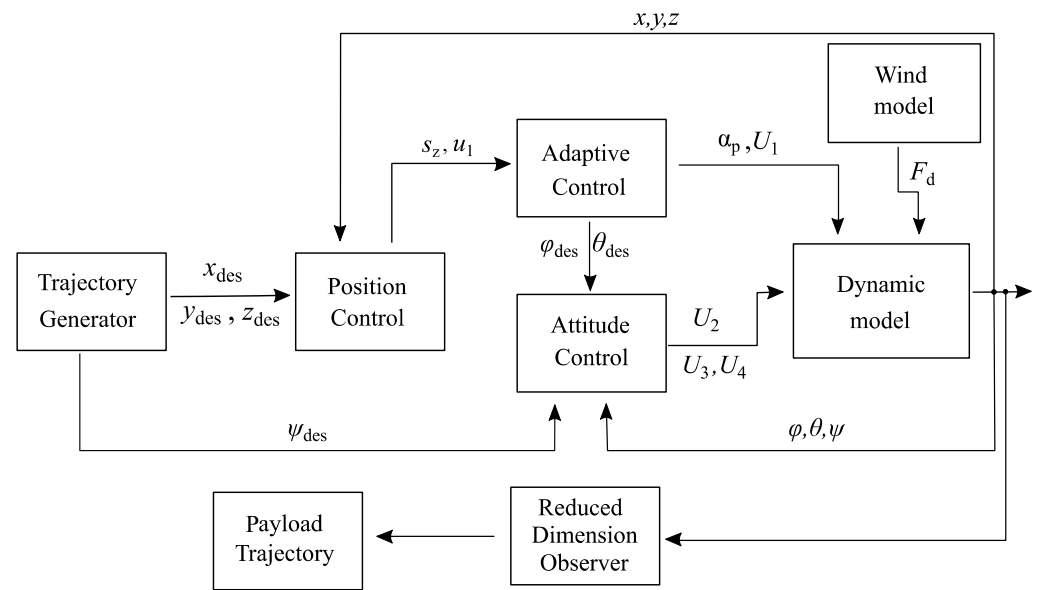 x,y,z
Wind
model
s_z, u_1
Adaptive
Control
α_p ,U_1
F_d
φ_des θ_des
Trajectory
Generator
x_des
y_des , z_des
Position
Control
Attitude
Control
U_2
U_3,U_4
Dynamic
model
ψ_des
φ,θ,ψ
Payload
Trajectory
Reduced
Dimension
Observer